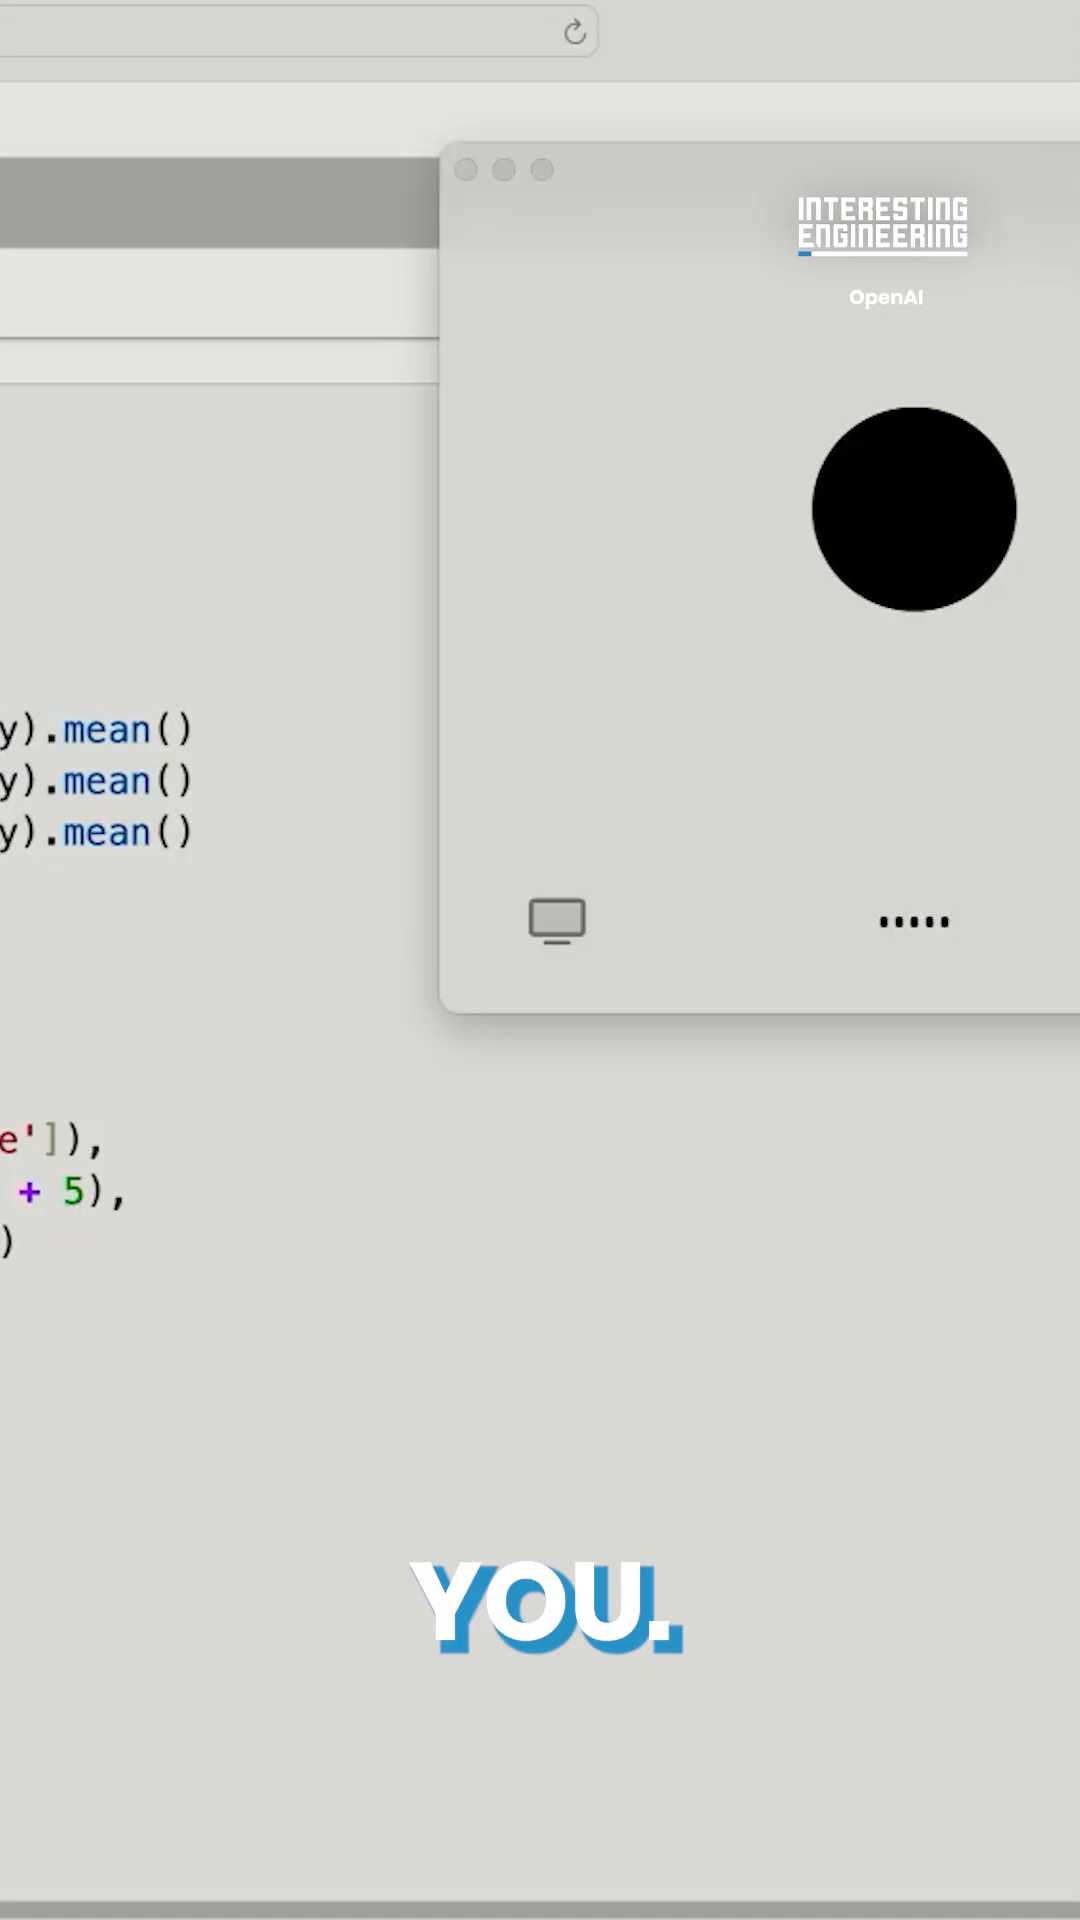 INTERESTING
ENGINEERING
OpenAI
y).mean()
y).mean()
y).mean()
e']),
+ 5),
)
YOU.